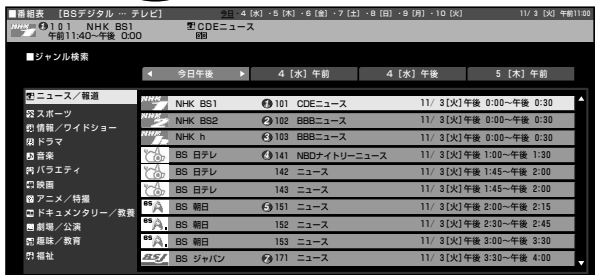 ■番組表 [BSデジタル … テレビ] 今日・4 [水]・5 [木]・6 [金]・7 [土]・8 [日]・9 [月]・10 [火] 11/ 3 [火] 午前11:00
NHK ❶101 NHK BS1 CDEニュース
午前11:40～午後 0:00
■ジャンル検索
◀ 今日午後 ▶ 4 [水] 午前 4 [水] 午後 5 [木] 午前
ニュース/報道
スポーツ
情報/ワイドショー
ドラマ
音楽
バラエティ
映画
アニメ/特撮
ドキュメンタリー/教養
劇場/公演
趣味/教育
福祉
NHK NHK BS1 ❶101 CDEニュース 11/ 3[火]午後 0:00～午後 0:30
NHK NHK BS2 ❷102 BBBニュース 11/ 3[火]午後 0:00～午後 0:30
NHK NHK h ❸103 BBBニュース 11/ 3[火]午後 0:00～午後 0:30
BS 日テレ ❹141 NBDナイトリーニュース 11/ 3[火]午後 1:00～午後 1:30
BS 日テレ 142 ニュース 11/ 3[火]午後 1:45～午後 2:00
BS 日テレ 143 ニュース 11/ 3[火]午後 1:45～午後 2:00
BS A BS 朝日 ❺151 ニュース 11/ 3[火]午後 2:00～午後 2:15
BS A BS 朝日 152 ニュース 11/ 3[火]午後 2:30～午後 2:45
BS A BS 朝日 153 ニュース 11/ 3[火]午後 3:00～午後 3:30
BSJ BS ジャパン ❼171 ニュース 11/ 3[火]午後 3:30～午後 4:00